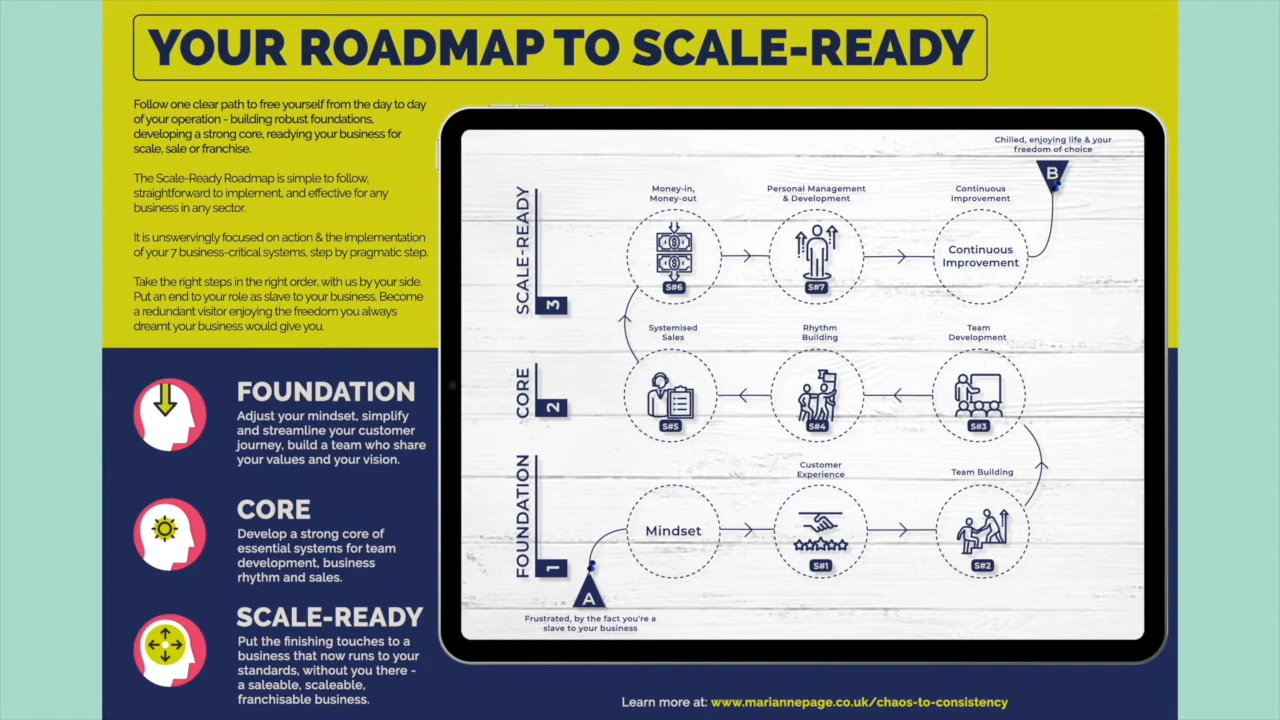 YOUR ROADMAP TO SCALE-READY
Follow one clear path to free yourself from the day to day
of your operation - building robust foundations,
developing a strong core, readying your business for
scale, sale or franchise.
The Scale-Ready Roadmap is simple to follow,
straightforward to implement, and effective for any
business in any sector.
It is unswervingly focused on action & the implementation
of your 7 business-critical systems, step by pragmatic step.
Take the right steps in the right order, with us by your side.
Put an end to your role as slave to your business. Become
a redundant visitor enjoying the freedom you always
dreamt your business would give you.
FOUNDATION
Adjust your mindset, simplify
and streamline your customer
journey, build a team who share
your values and your vision.
CORE
Develop a strong core of
essential systems for team
development, business
rhythm and sales.
SCALE-READY
Put the finishing touches to a
business that now runs to your
standards, without you there -
a saleable, scaleable,
franchisable business.
Chilled, enjoying life & your
freedom of choice
B
SCALE-READY
3
Money-in,
Money-out
S#6
Personal Management
& Development
S#7
Continuous
Improvement
Continuous
Improvement
CORE
2
Systemised
Sales
S#5
Rhythm
Building
S#4
Team
Development
S#3
FOUNDATION
1
Mindset
Customer
Experience
S#1
Team Building
S#2
A
Frustrated, by the fact you're a
slave to your business
Learn more at: www.mariannepage.co.uk/chaos-to-consistency